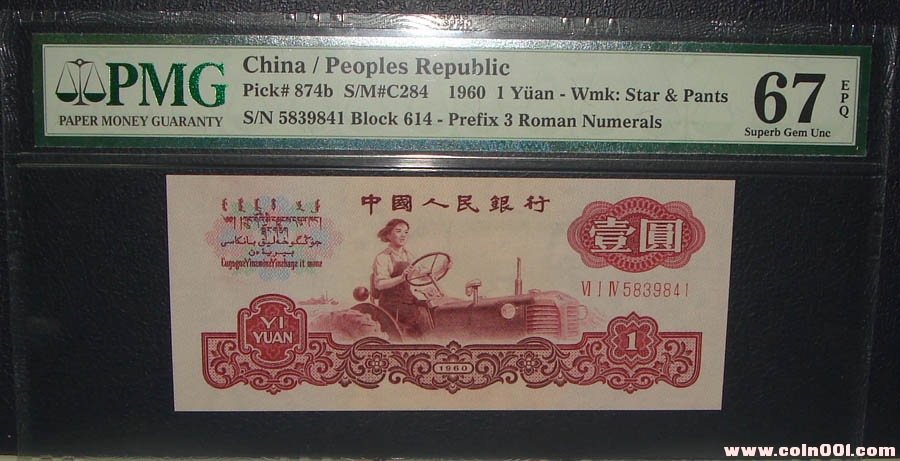 PMG
PAPER MONEY GUARANTY
China / Peoples Republic
Pick# 874b S/M#C284 1960 1 Yüan - Wmk: Star & Pants
S/N 5839841 Block 614 - Prefix 3 Roman Numerals
67
EPQ
Superb Gem Unc
中國人民銀行
壹圓
VI I IV 5839841
YI
YUAN
1960
1
www.coln001.com